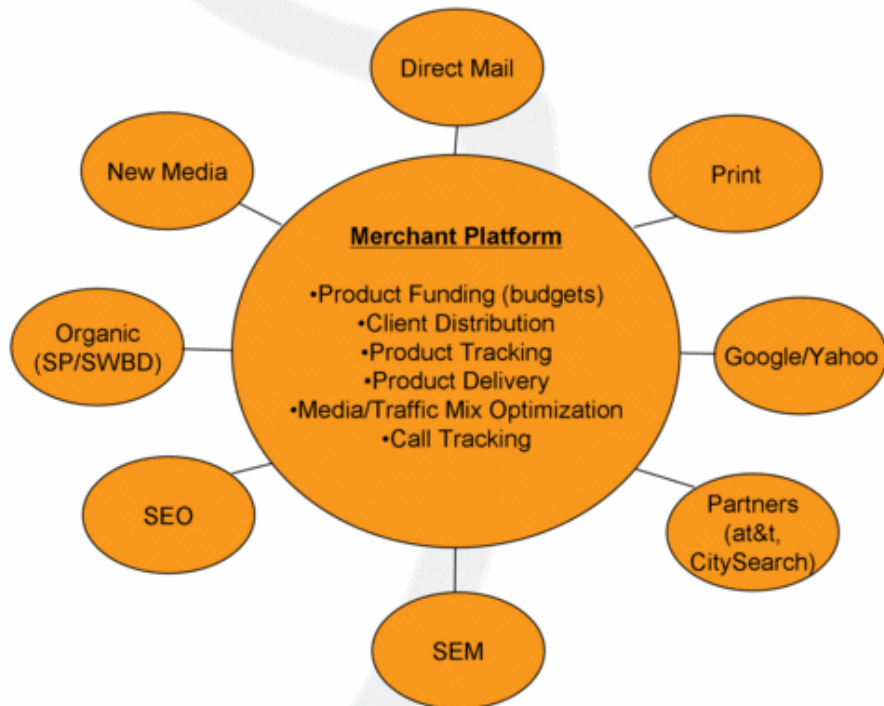 Direct Mail
New Media
Print
Merchant Platform
•Product Funding (budgets)
•Client Distribution
•Product Tracking
•Product Delivery
•Media/Traffic Mix Optimization
•Call Tracking
Organic
(SP/SWBD)
Google/Yahoo
SEO
Partners
(at&t,
CitySearch)
SEM